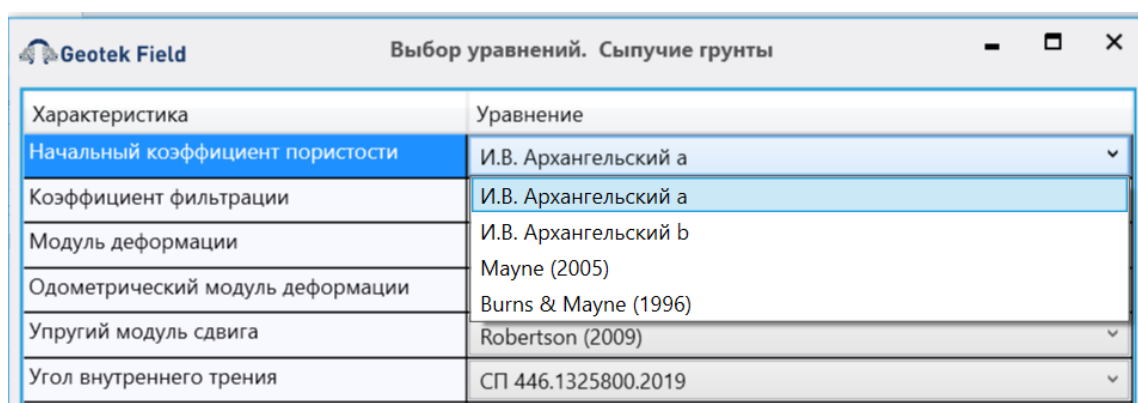 Geotek Field
Выбор уравнений. Сыпучие грунты
Характеристика
Уравнение
Начальный коэффициент пористости
И.В. Архангельский a
Коэффициент фильтрации
И.В. Архангельский a
Модуль деформации
И.В. Архангельский b
Одометрический модуль деформации
Mayne (2005)
Burns & Mayne (1996)
Упругий модуль сдвига
Robertson (2009)
Угол внутреннего трения
СП 446.1325800.2019